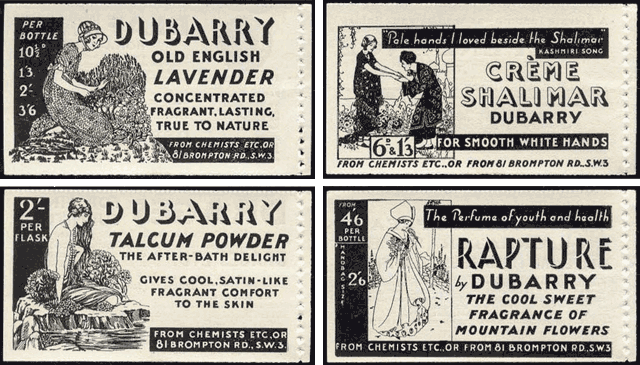 PER
BOTTLE
10½ᴰ
1'3
2'-
3'6
DUBARRY
OLD ENGLISH
LAVENDER
CONCENTRATED
FRAGRANT, LASTING,
TRUE TO NATURE
FROM CHEMISTS ETC, OR
81 BROMPTON RD., S.W.3.
"Pale hands I loved beside the Shalimar"
KASHMIRI SONG
CRÈME
SHALIMAR
DUBARRY
6ᴰ & 1'3
FOR SMOOTH WHITE HANDS
FROM CHEMISTS ETC., OR FROM 81 BROMPTON RD., S.W.3.
2'-
PER
FLASK
DUBARRY
TALCUM POWDER
THE AFTER-BATH DELIGHT
GIVES COOL, SATIN-LIKE
FRAGRANT COMFORT
TO THE SKIN
FROM CHEMISTS ETC, OR
81 BROMPTON RD., S.W.3.
FROM
4'6
PER
BOTTLE
HANDBAG SIZE
2'6
The Perfume of youth and health
RAPTURE
by DUBARRY
THE COOL SWEET
FRAGRANCE OF
MOUNTAIN FLOWERS
FROM CHEMISTS ETC., OR FROM 81 BROMPTON RD., S.W.3.